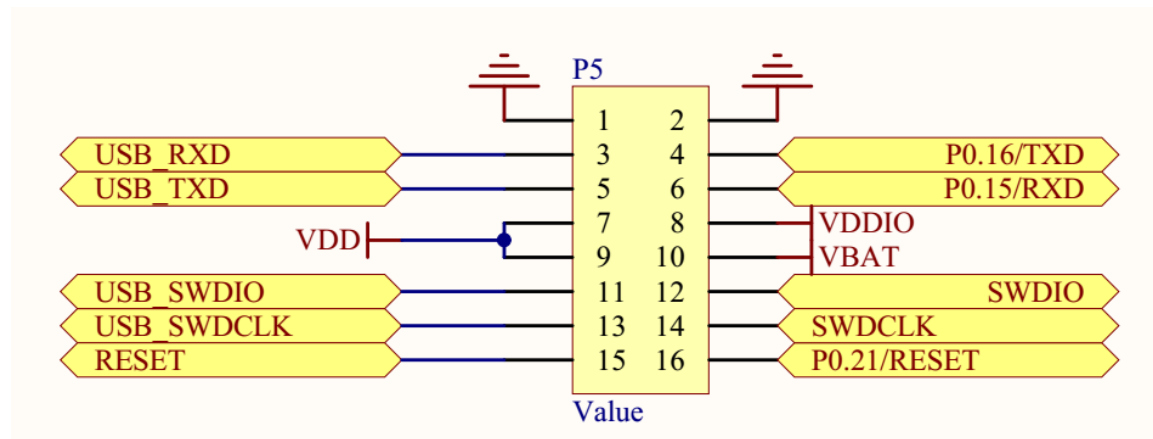 P5
1 2
USB_RXD 3 4 P0.16/TXD
USB_TXD 5 6 P0.15/RXD
7 8 VDDIO
VDD
9 10 VBAT
USB_SWDIO 11 12 SWDIO
USB_SWDCLK 13 14 SWDCLK
RESET 15 16 P0.21/RESET
Value